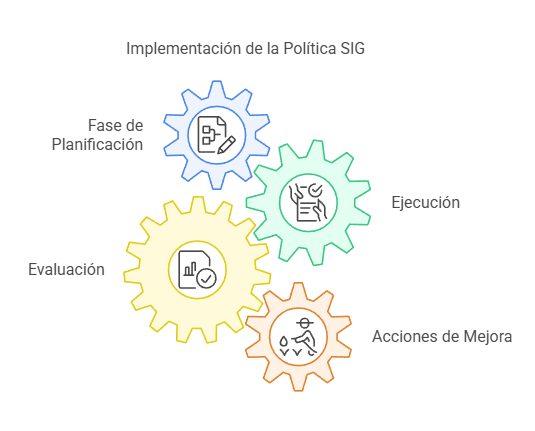 Implementación de la Política SIG
Fase de
Planificación
Ejecución
Evaluación
Acciones de Mejora